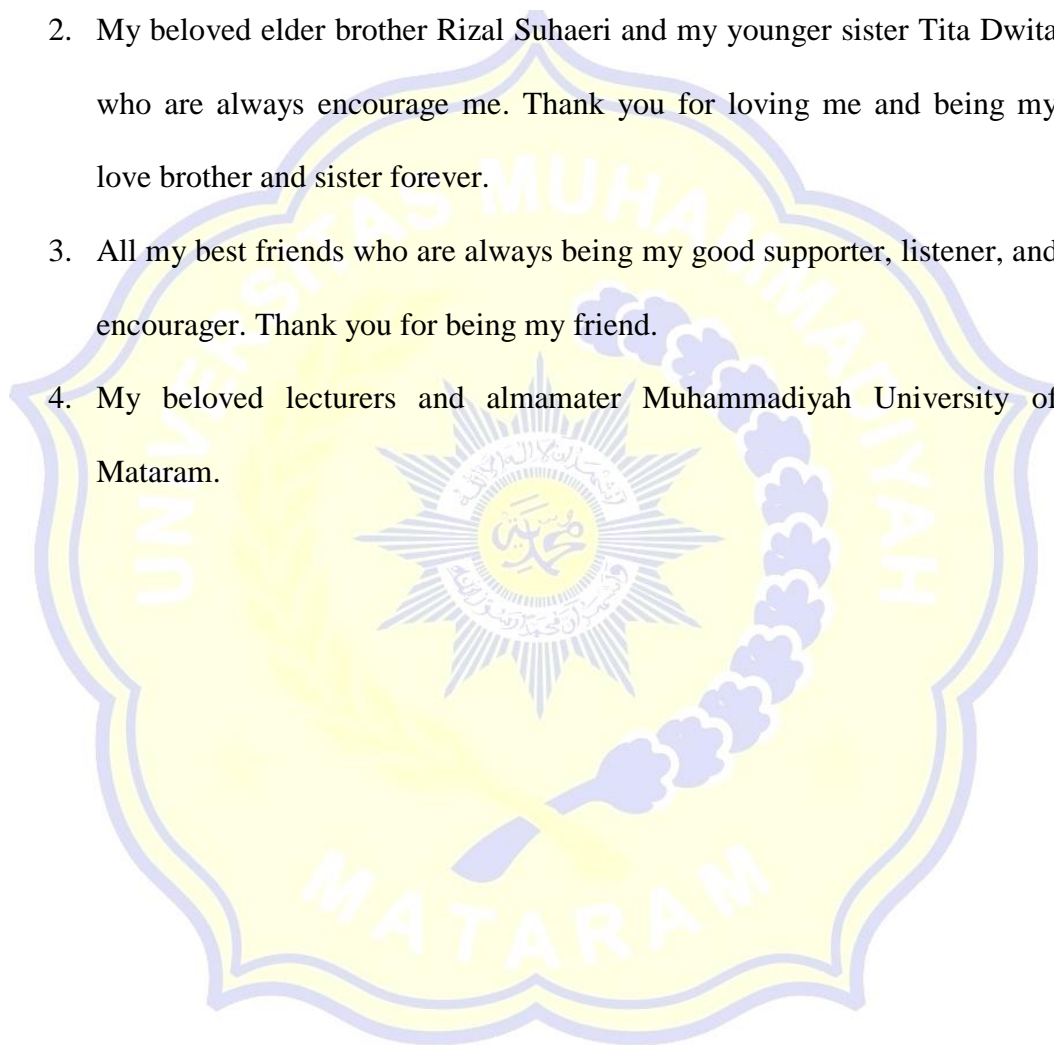 2. My beloved elder brother Rizal Suhaeri and my younger sister Tita Dwita
who are always encourage me. Thank you for loving me and being my
love brother and sister forever.
3. All my best friends who are always being my good supporter, listener, and
encourager. Thank you for being my friend.
4. My beloved lecturers and almamater Muhammadiyah University of
Mataram.
UNIVERSITAS MUHAMMADIYAH
MATARAM
محمدية